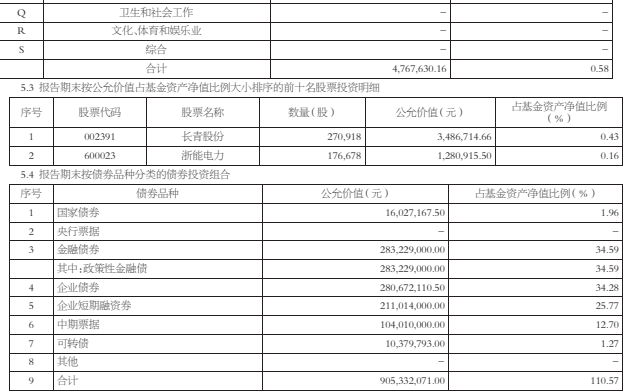 Q 卫生和社会工作 － －
R 文化、体育和娱乐业 － －
S 综合 － －
合计 4,767,630.16 0.58
5.3 报告期末按公允价值占基金资产净值比例大小排序的前十名股票投资明细
序号 股票代码 股票名称 数量(股) 公允价值(元) 占基金资产净值比例
(%)
1 002391 长青股份 270,918 3,486,714.66 0.43
2 600023 浙能电力 176,678 1,280,915.50 0.16
5.4 报告期末按债券品种分类的债券投资组合
序号 债券品种 公允价值(元) 占基金资产净值比例(%)
1 国家债券 16,027,167.50 1.96
2 央行票据 － －
3 金融债券 283,229,000.00 34.59
其中:政策性金融债 283,229,000.00 34.59
4 企业债券 280,672,110.50 34.28
5 企业短期融资券 211,014,000.00 25.77
6 中期票据 104,010,000.00 12.70
7 可转债 10,379,793.00 1.27
8 其他 － －
9 合计 905,332,071.00 110.57